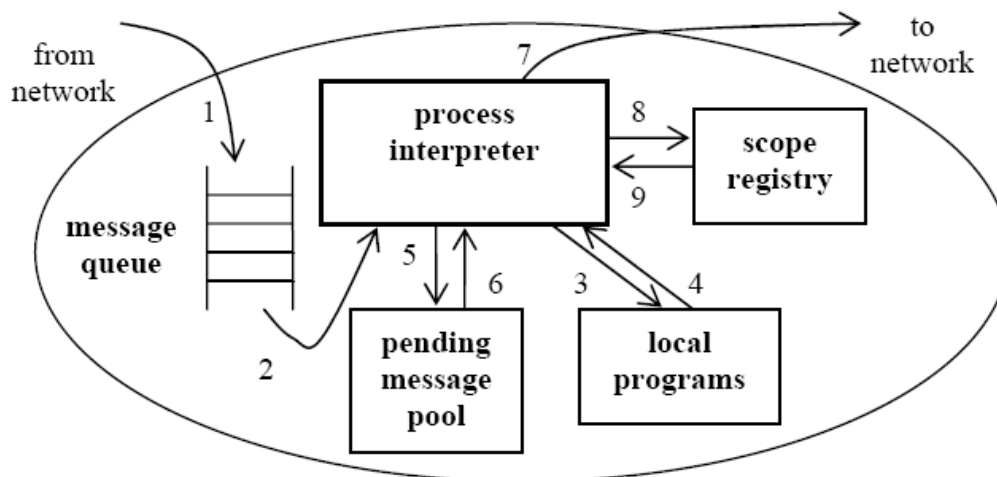 from
network
1
7
to
network
process
interpreter
8
scope
registry
9
message
queue
2
5
6
3
4
pending
message
pool
local
programs